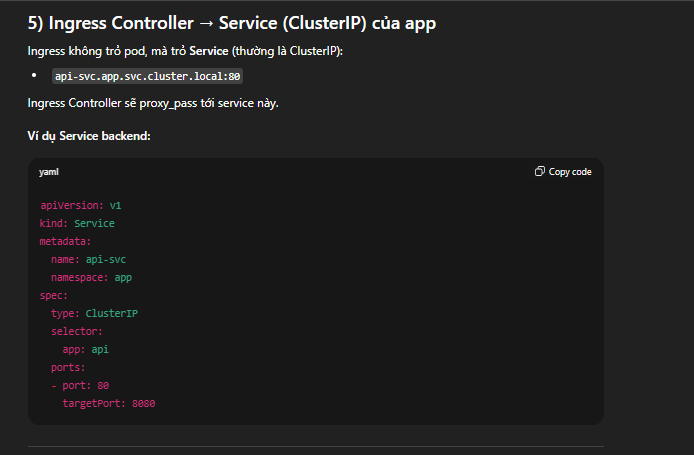 5) Ingress Controller → Service (ClusterIP) của app
Ingress không trỏ pod, mà trỏ Service (thường là ClusterIP):
• api-svc.app.svc.cluster.local:80
Ingress Controller sẽ proxy_pass tới service này.
Ví dụ Service backend:
yaml
Copy code
apiVersion: v1
kind: Service
metadata:
  name: api-svc
  namespace: app
spec:
  type: ClusterIP
  selector:
    app: api
  ports:
  - port: 80
    targetPort: 8080